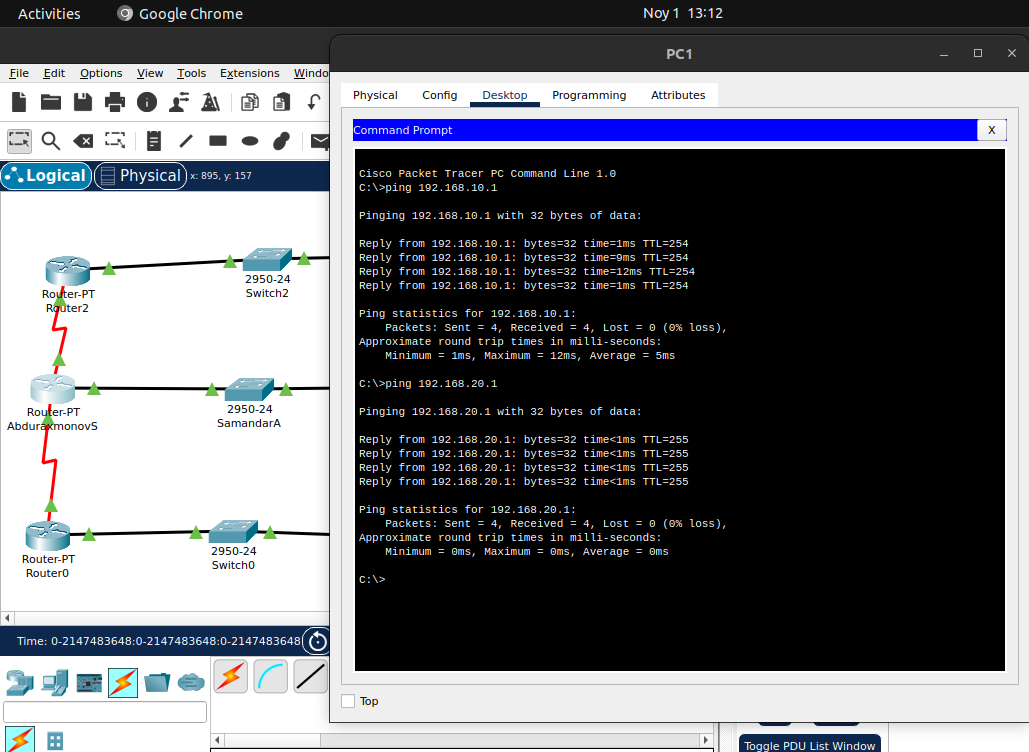 Activities
Google Chrome
Noy 1 13:12
PC1
File Edit Options View Tools Extensions Windo
Physical Config Desktop Programming Attributes
Command Prompt
X
Logical
Physical
x: 895, y: 157
Cisco Packet Tracer PC Command Line 1.0
C:\>ping 192.168.10.1
Pinging 192.168.10.1 with 32 bytes of data:
Reply from 192.168.10.1: bytes=32 time=1ms TTL=254
Reply from 192.168.10.1: bytes=32 time=9ms TTL=254
Reply from 192.168.10.1: bytes=32 time=12ms TTL=254
Reply from 192.168.10.1: bytes=32 time=1ms TTL=254
Ping statistics for 192.168.10.1:
Packets: Sent = 4, Received = 4, Lost = 0 (0% loss),
Approximate round trip times in milli-seconds:
Minimum = 1ms, Maximum = 12ms, Average = 5ms
C:\>ping 192.168.20.1
Pinging 192.168.20.1 with 32 bytes of data:
Reply from 192.168.20.1: bytes=32 time<1ms TTL=255
Reply from 192.168.20.1: bytes=32 time<1ms TTL=255
Reply from 192.168.20.1: bytes=32 time<1ms TTL=255
Reply from 192.168.20.1: bytes=32 time<1ms TTL=255
Ping statistics for 192.168.20.1:
Packets: Sent = 4, Received = 4, Lost = 0 (0% loss),
Approximate round trip times in milli-seconds:
Minimum = 0ms, Maximum = 0ms, Average = 0ms
C:\>
Router-PT
Router2
2950-24
Switch2
Router-PT
AbduraxmonovS
2950-24
SamandarA
Router-PT
Router0
2950-24
Switch0
Time: 0-2147483648:0-2147483648:0-2147483648
Top
Toggle PDU List Window